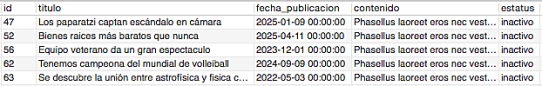 id titulo fecha_publicacion contenido estatus
47 Los paparatzi captan escándalo en cámara 2025-01-09 00:00:00 Phasellus laoreet eros nec vest... inactivo
52 Bienes raices más baratos que nunca 2025-04-11 00:00:00 Phasellus laoreet eros nec vest... inactivo
56 Equipo veterano da un gran espectaculo 2023-12-01 00:00:00 Phasellus laoreet eros nec vest... inactivo
62 Tenemos campeona del mundial de volleiball 2024-09-09 00:00:00 Phasellus laoreet eros nec vest... inactivo
63 Se descubre la unión entre astrofísica y fisica c... 2022-05-03 00:00:00 Phasellus laoreet eros nec vest... inactivo